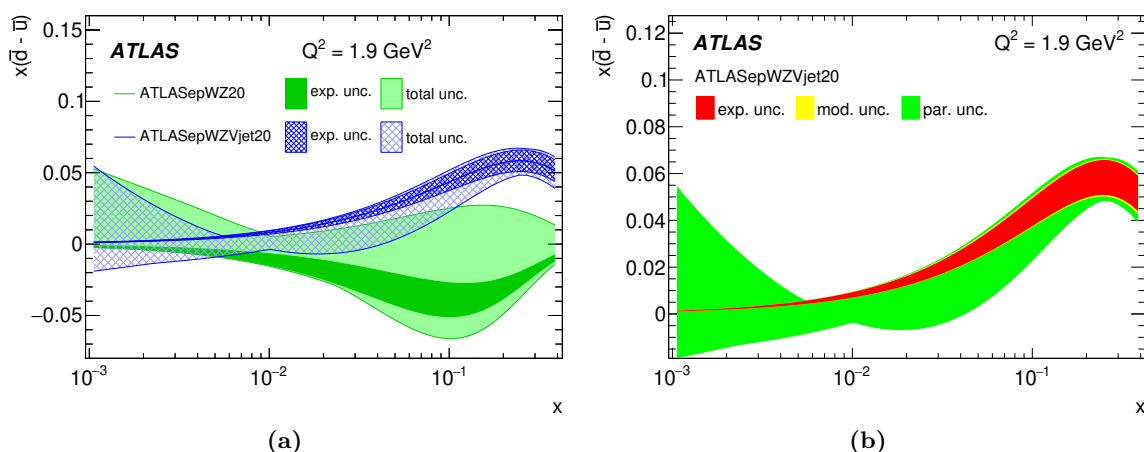 x(d̅ - u̅)
0.15
0.1
0.05
0
−0.05
ATLAS
Q² = 1.9 GeV²
ATLASepWZ20
exp. unc.
total unc.
ATLASepWZVjet20
exp. unc.
total unc.
10⁻³
10⁻²
10⁻¹
x
(a)
x(d̅ - u̅)
0.12
0.1
0.08
0.06
0.04
0.02
0
ATLAS
Q² = 1.9 GeV²
ATLASepWZVjet20
exp. unc.
mod. unc.
par. unc.
10⁻³
10⁻²
10⁻¹
x
(b)